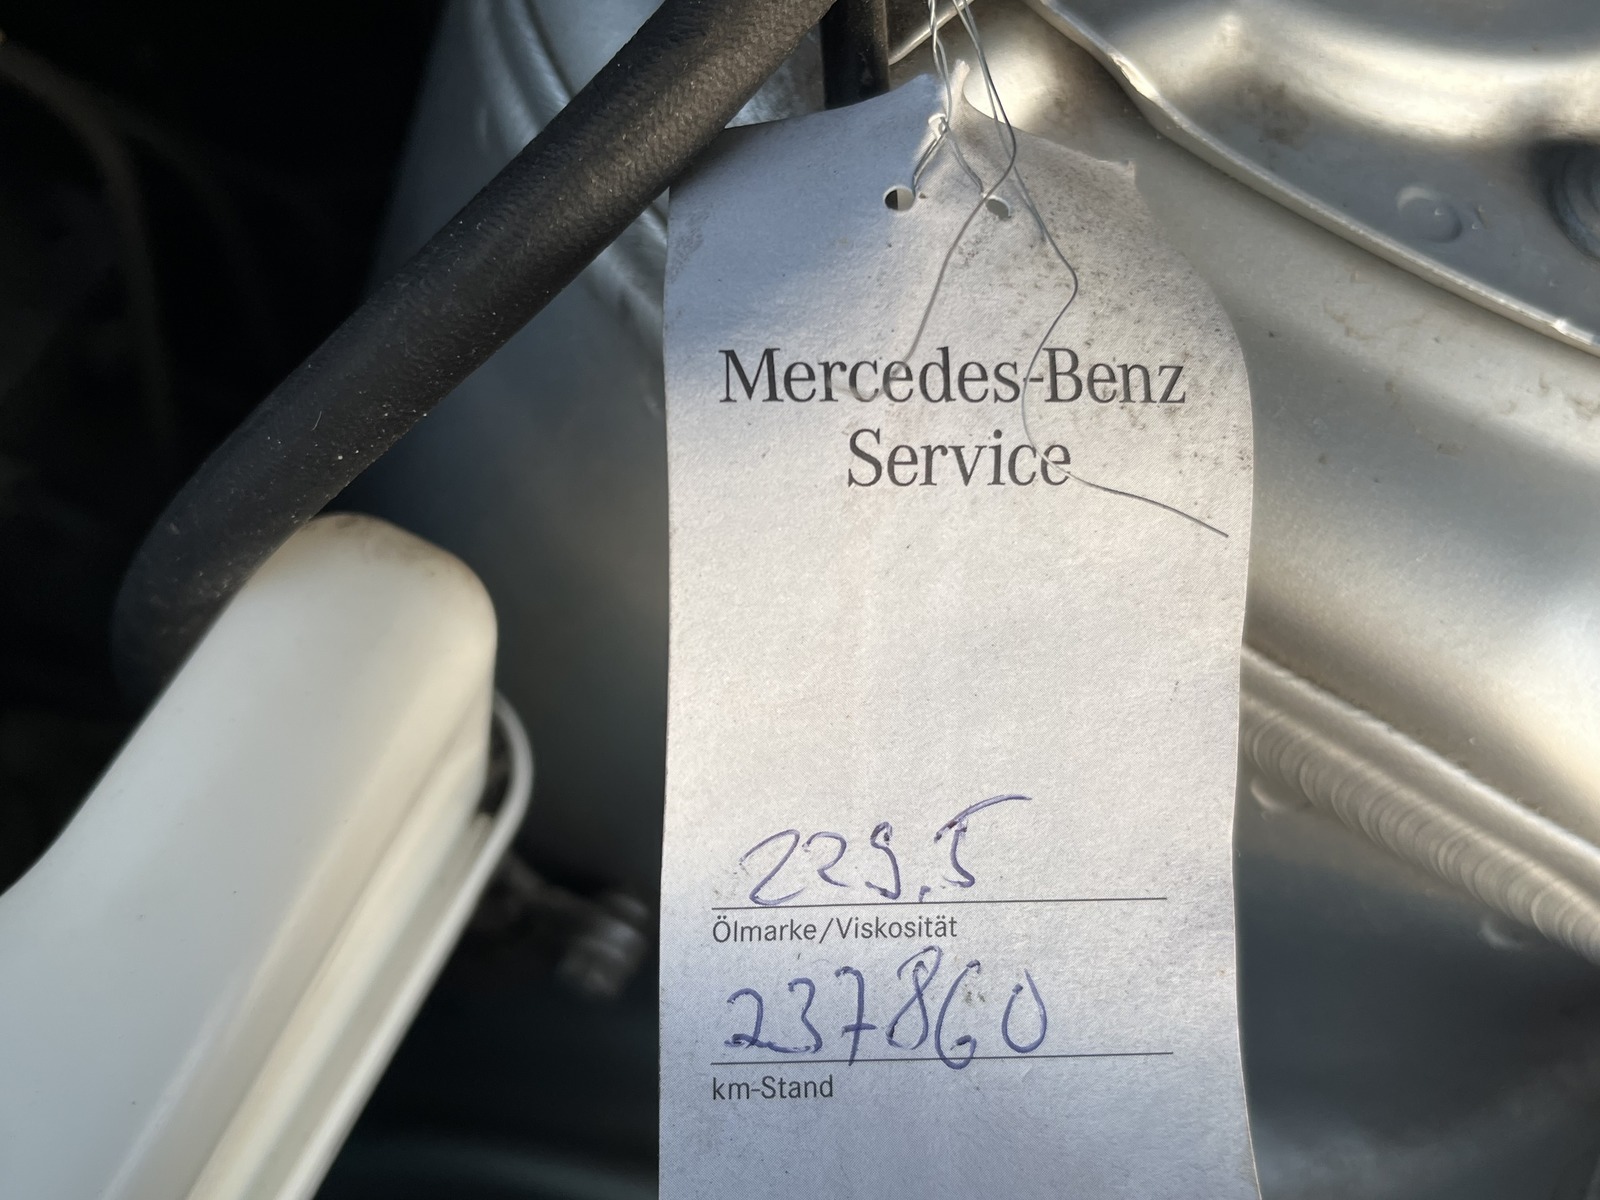 Mercedes-Benz
Service
229.5
Ölmarke/Viskosität
237860
km-Stand